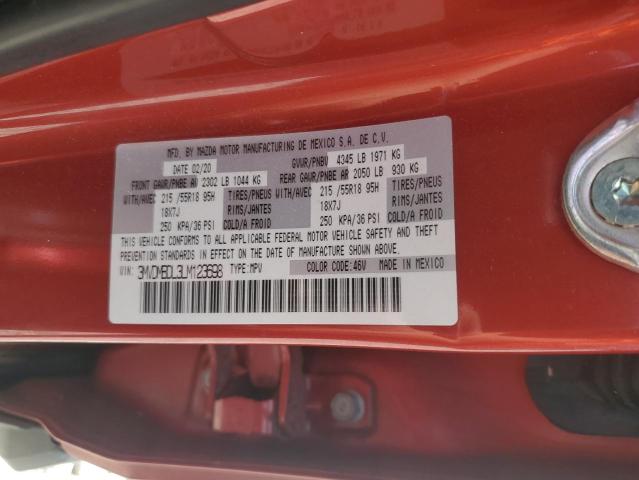 MFD. BY MAZDA MOTOR MANUFACTURING DE MEXICO S.A. DE C.V.
DATE 02/20 GVWR/PNBV 4345 LB 1971 KG
FRONT GAWR/PNBE AV 2302 LB 1044 KG REAR GAWR/PNBE AR 2050 LB 930 KG
WITH/AVEC 215 /55R18 95H TIRES/PNEUS WITH/AVEC 215 /55R18 95H TIRES/PNEUS
18X7J RIMS/JANTES 18X7J RIMS/JANTES
250 KPA/36 PSI COLD/A FROID 250 KPA/36 PSI COLD/A FROID
THIS VEHICLE CONFORMS TO ALL APPLICABLE FEDERAL MOTOR VEHICLE SAFETY AND THEFT
PREVENTION STANDARDS IN EFFECT ON THE DATE OF MANUFACTURE SHOWN ABOVE.
VIN: 3MVDMBDL3LM123698 TYPE:MPV COLOR CODE:46V MADE IN MEXICO